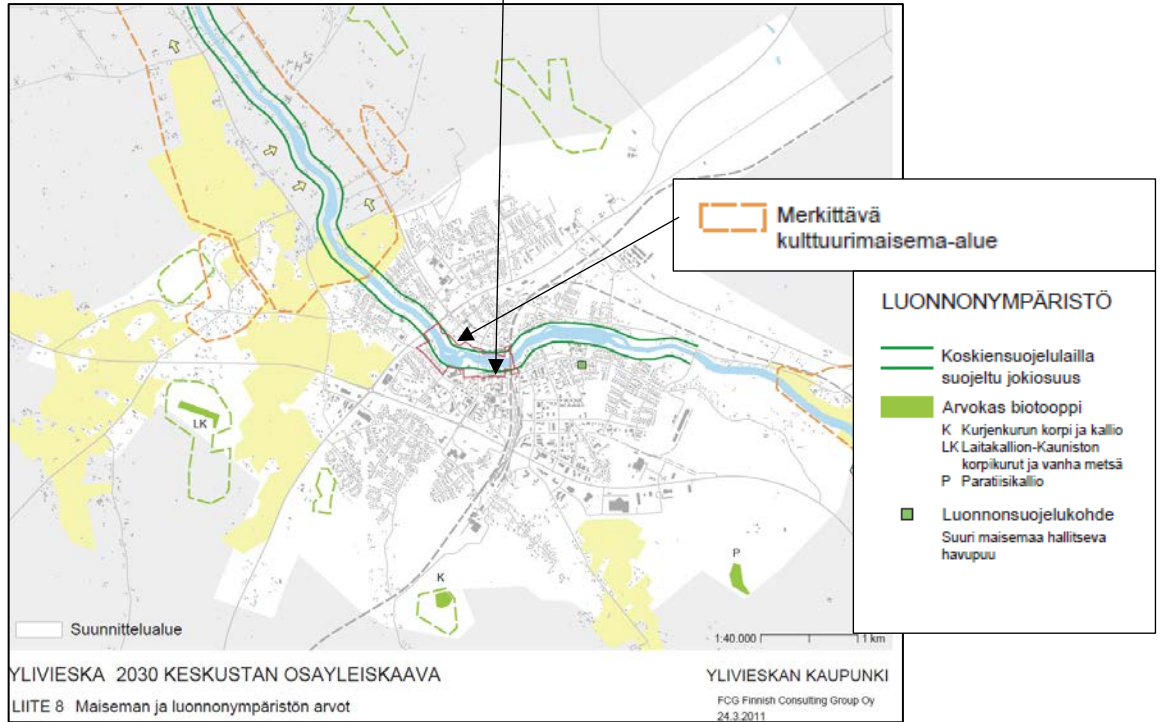 Merkittävä
kulttuurimaisema-alue
LUONNONYMPÄRISTÖ
Koskiensuojelulailla
suojeltu jokiosuus
Arvokas biotooppi
K Kurjenkurun korpi ja kallio
LK Laitakallion-Kauniston
korpikurut ja vanha metsä
P Paratiisikallio
Luonnonsuojelukohde
Suuri maisemaa hallitseva
havupuu
LK
K
P
Suunnittelualue
1:40.000 1 km
YLIVIESKA 2030 KESKUSTAN OSAYLEISKAAVA
YLIVIESKAN KAUPUNKI
LIITE 8 Maiseman ja luonnonympäristön arvot
FCG Finnish Consulting Group Oy
24.3.2011